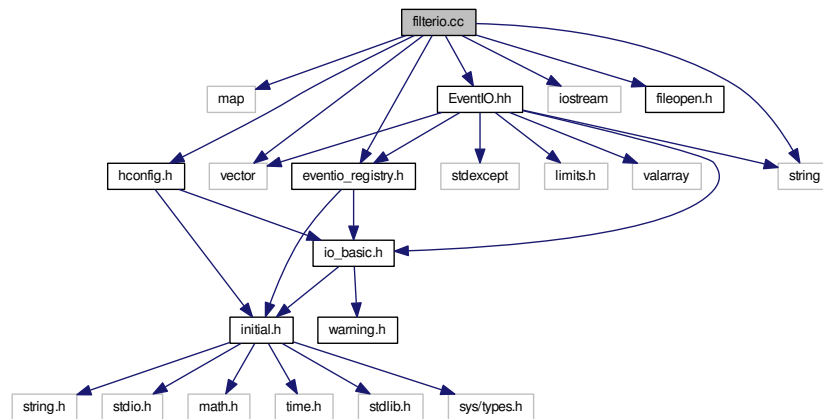 filterio.cc
map
EventIO.hh
iostream
fileopen.h
hconfig.h
vector
eventio_registry.h
stdexcept
limits.h
valarray
string
io_basic.h
initial.h
warning.h
string.h
stdio.h
math.h
time.h
stdlib.h
sys/types.h